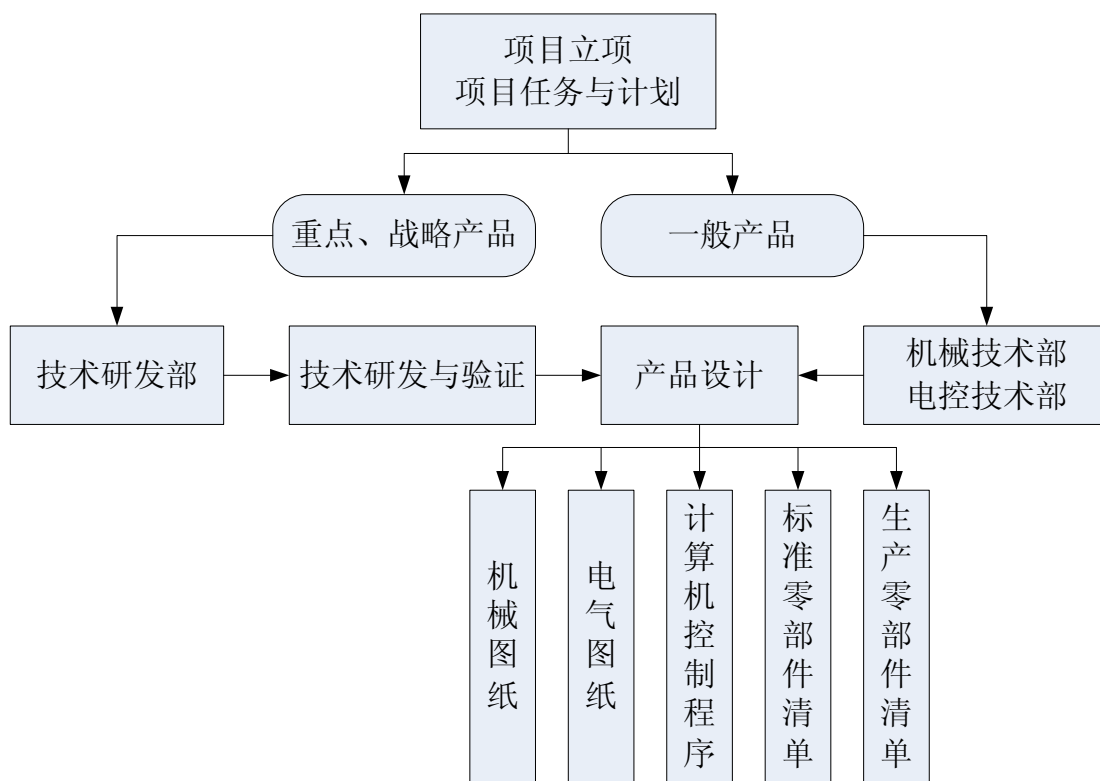 项目立项
项目任务与计划
重点、战略产品
一般产品
技术研发部
技术研发与验证
产品设计
机械技术部
电控技术部
机械图纸
电气图纸
计算机控制程序
标准零部件清单
生产零部件清单